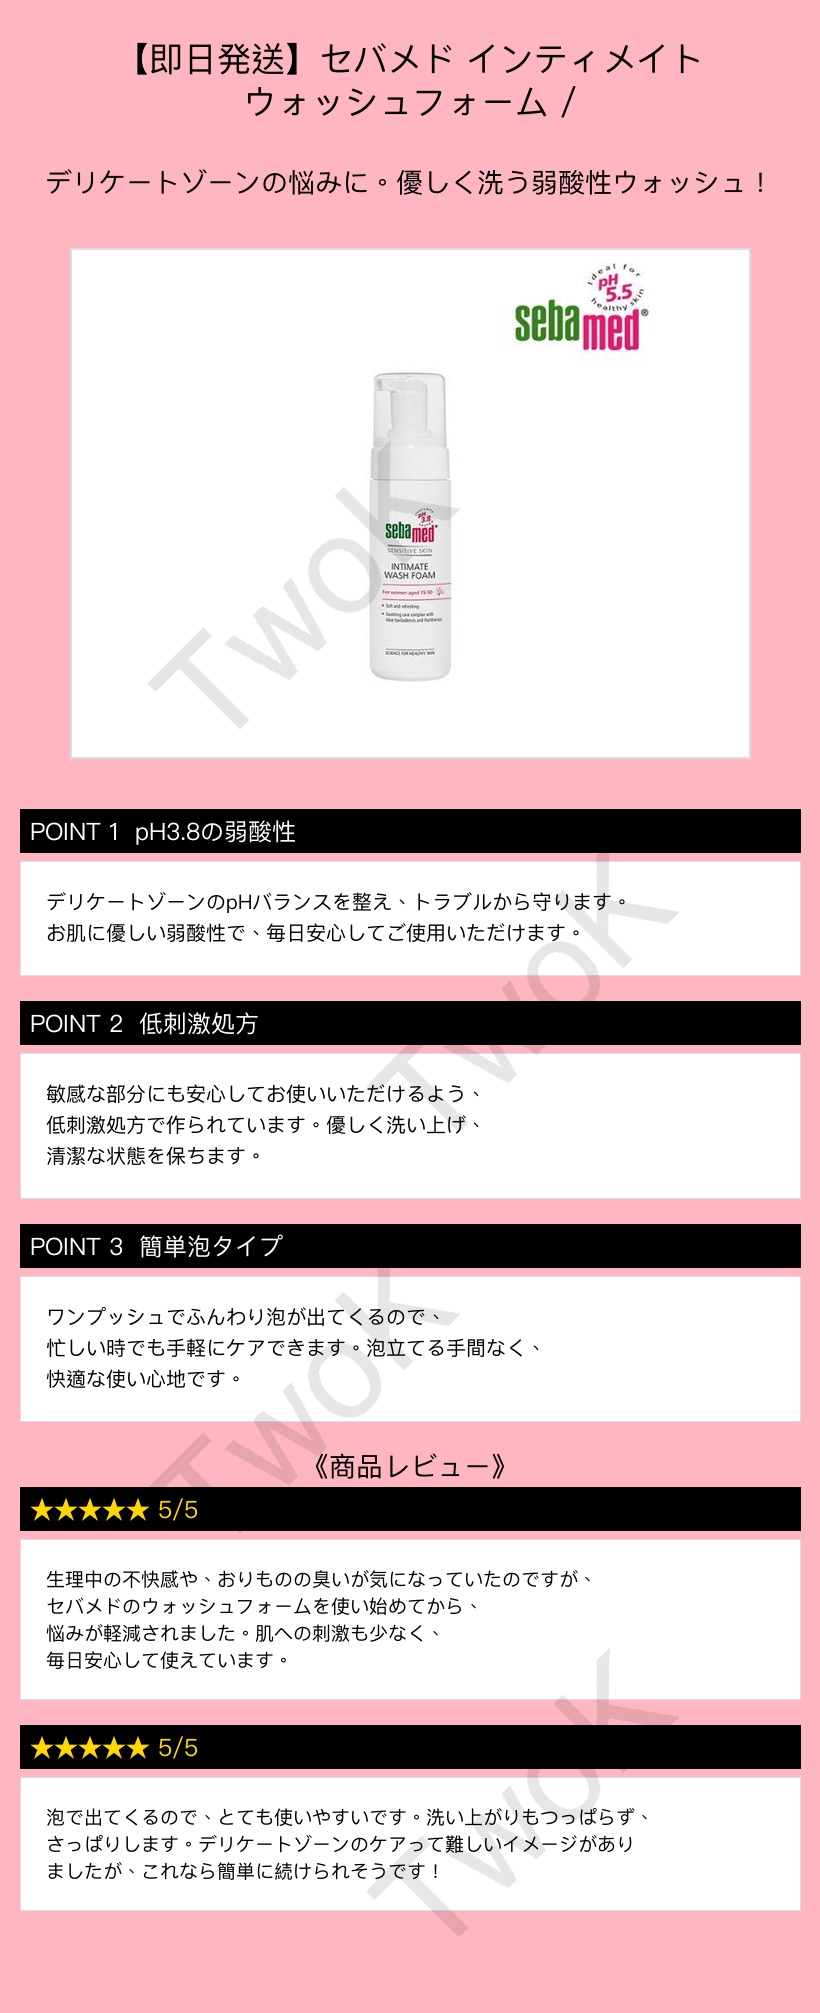 【即日発送】セバメド インティメイト
ウォッシュフォーム /
デリケートゾーンの悩みに。優しく洗う弱酸性ウォッシュ！
ideal for
pH
5.5
healthy skin
sebamed®
pH
3.8
sebamed®
SENSITIVE SKIN
INTIMATE
WASH FOAM
For women aged 15-50
• Soft and refreshing
• Soothing care complex with
Aloe barbadensis and Panthenol
SCIENCE FOR HEALTHY SKIN
TwoK
POINT 1 pH3.8の弱酸性
デリケートゾーンのpHバランスを整え、トラブルから守ります。
お肌に優しい弱酸性で、毎日安心してご使用いただけます。
TwoK
POINT 2 低刺激処方
敏感な部分にも安心してお使いいただけるよう、
低刺激処方で作られています。優しく洗い上げ、
清潔な状態を保ちます。
POINT 3 簡単泡タイプ
ワンプッシュでふんわり泡が出てくるので、
忙しい時でも手軽にケアできます。泡立てる手間なく、
快適な使い心地です。
TwoK
《商品レビュー》
★★★★★ 5/5
生理中の不快感や、おりものの臭いが気になっていたのですが、
セバメドのウォッシュフォームを使い始めてから、
悩みが軽減されました。肌への刺激も少なく、
毎日安心して使えています。
★★★★★ 5/5
泡で出てくるので、とても使いやすいです。洗い上がりもつっぱらず、
さっぱりします。デリケートゾーンのケアって難しいイメージがあり
ましたが、これなら簡単に続けられそうです！
TwoK